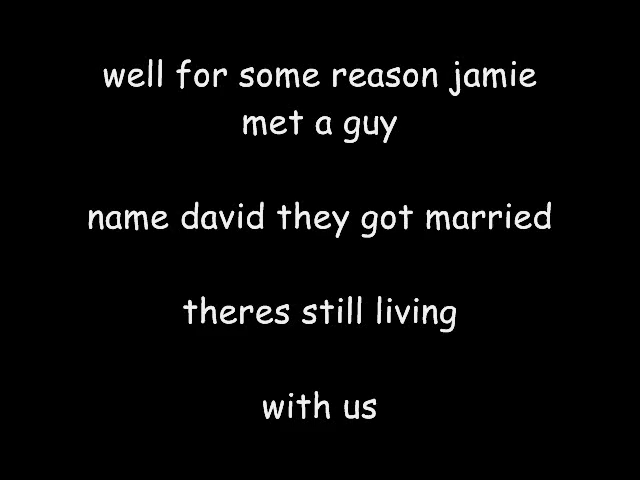 well for some reason jamie
met a guy
name david they got married
theres still living
with us